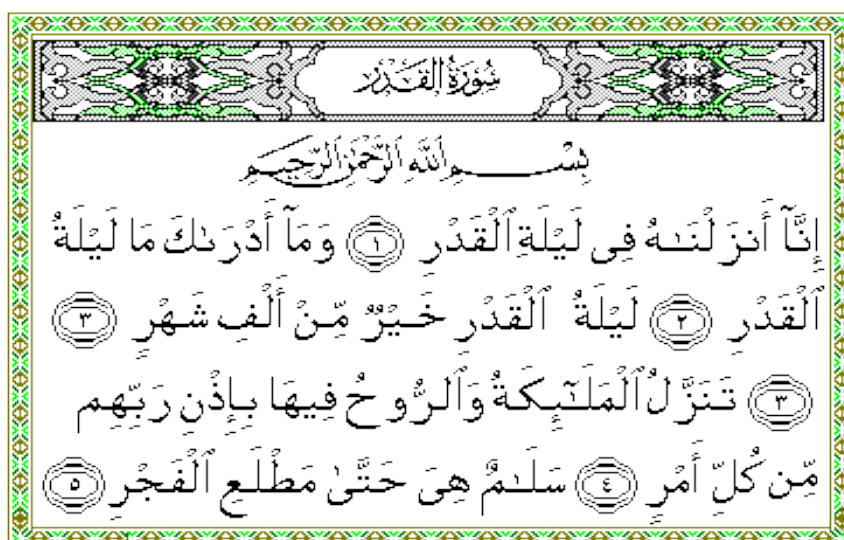 سُورَةُ القَدْرِ
بِسْمِ اللَّهِ الرَّحْمَٰنِ الرَّحِيمِ
إِنَّآ أَنزَلْنَـٰهُ فِى لَيْلَةِ ٱلْقَدْرِ ١ وَمَآ أَدْرَىٰكَ مَا لَيْلَةُ
ٱلْقَدْرِ ٢ لَيْلَةُ ٱلْقَدْرِ خَيْرٌ مِّنْ أَلْفِ شَهْرٍ ٣
٣ تَنَزَّلُ ٱلْمَلَـٰٓئِكَةُ وَٱلرُّوحُ فِيهَا بِإِذْنِ رَبِّهِم
مِّن كُلِّ أَمْرٍ ٤ سَلَـٰمٌ هِىَ حَتَّىٰ مَطْلَعِ ٱلْفَجْرِ ٥